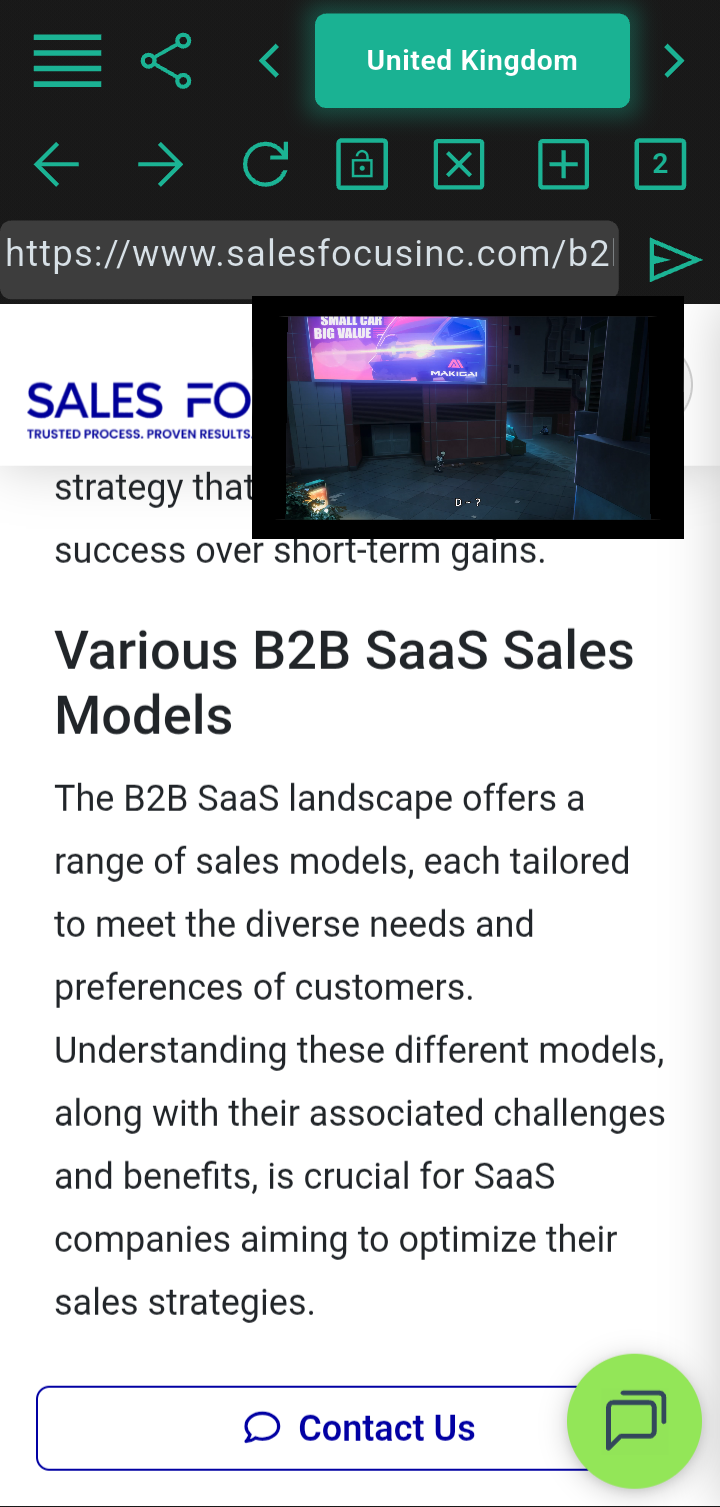 United Kingdom
2
https://www.salesfocusinc.com/b2
SMALL CAR
BIG VALUE
MAKIGAI
D - ?
SALES FO
TRUSTED PROCESS. PROVEN RESULTS.
strategy that
success over short-term gains.
Various B2B SaaS Sales
Models
The B2B SaaS landscape offers a
range of sales models, each tailored
to meet the diverse needs and
preferences of customers.
Understanding these different models,
along with their associated challenges
and benefits, is crucial for SaaS
companies aiming to optimize their
sales strategies.
Contact Us